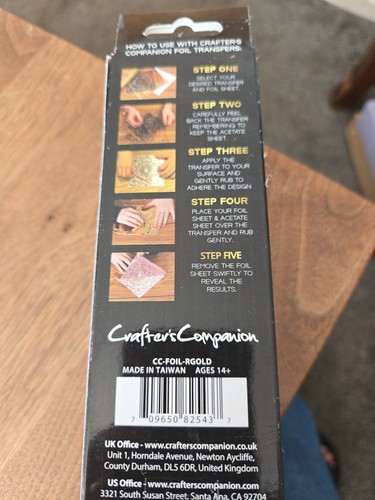 HOW TO USE WITH CRAFTER'S
COMPANION FOIL TRANSFERS:
STEP ONE
SELECT YOUR
DESIRED TRANSFER
AND FOIL SHEET.
STEP TWO
CAREFULLY PEEL
BACK THE TRANSFER
REMEMBERING TO
KEEP THE ACETATE
SHEET.
STEP THREE
APPLY THE
TRANSFER TO YOUR
SURFACE AND
GENTLY RUB TO
ADHERE THE DESIGN
STEP FOUR
PLACE YOUR FOIL
SHEET & ACETATE
SHEET OVER THE
TRANSFER AND RUB
GENTLY.
STEP FIVE
REMOVE THE FOIL
SHEET SWIFTLY TO
REVEAL THE
RESULTS.
Crafter's Companion
CC-FOIL-RGOLD
MADE IN TAIWAN AGES 14+
7 09650 82543 7
UK Office - www.crafterscompanion.co.uk
Unit 1, Horndale Avenue, Newton Aycliffe,
County Durham, DL5 6DR, United Kingdom
US Office - www.crafterscompanion.com
3321 South Susan Street, Santa Ana, CA 92704